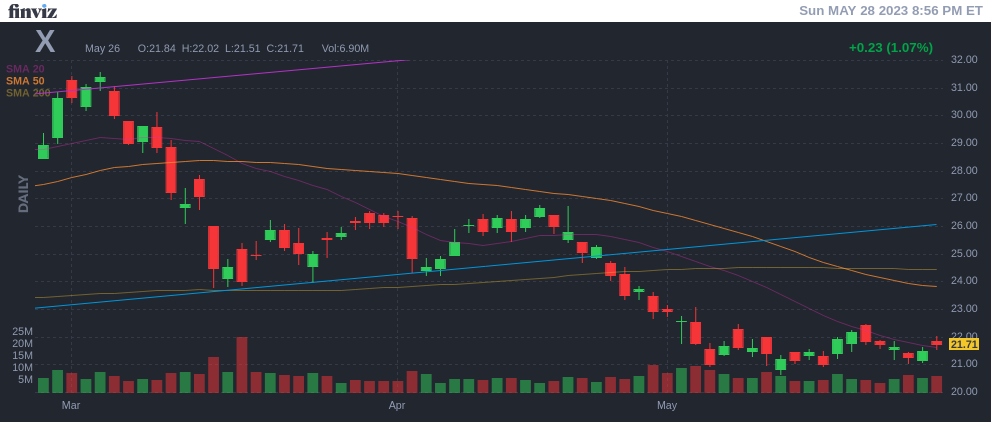 finviz
Sun MAY 28 2023 8:56 PM ET
X
May 26 O:21.84 H:22.02 L:21.51 C:21.71 Vol:6.90M
+0.23 (1.07%)
SMA 20
SMA 50
SMA 200
DAILY
32.00
31.00
30.00
29.00
28.00
27.00
26.00
25.00
24.00
23.00
22.00
21.71
21.00
20.00
25M
20M
15M
10M
5M
Mar
Apr
May